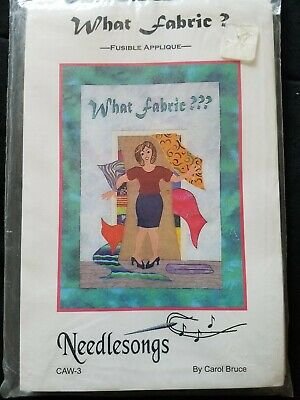 What Fabric ?
—FUSIBLE APPLIQUE—
What Fabric ???
Needlesongs
CAW-3
By Carol Bruce